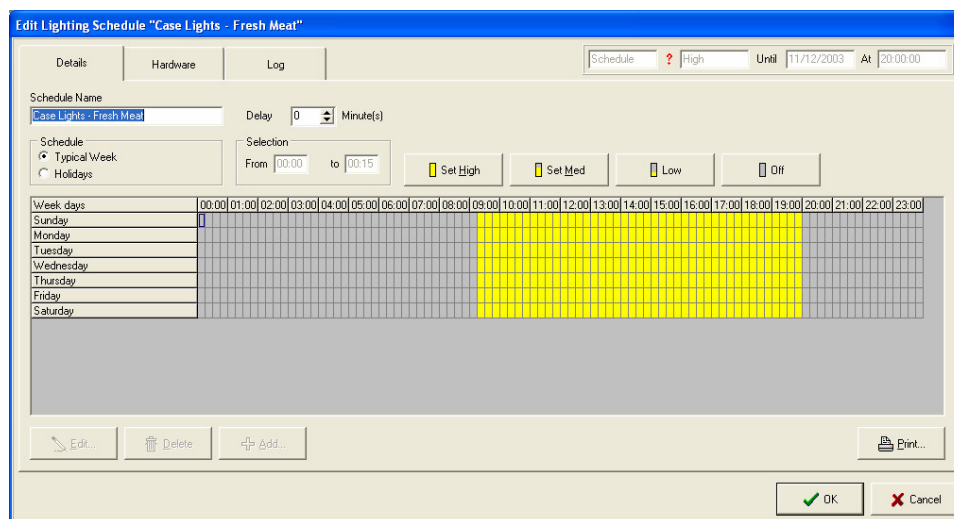 Edit Lighting Schedule "Case Lights - Fresh Meat"
Details Hardware Log Schedule ? High Until 11/12/2003 At 20:00:00
Schedule Name
Case Lights - Fresh Meat Delay 0 Minute(s)
Schedule Selection
Typical Week From 00:00 to 00:15 Set High Set Med Low Off
Holidays
Week days 00:00 01:00 02:00 03:00 04:00 05:00 06:00 07:00 08:00 09:00 10:00 11:00 12:00 13:00 14:00 15:00 16:00 17:00 18:00 19:00 20:00 21:00 22:00 23:00
Sunday
Monday
Tuesday
Wednesday
Thursday
Friday
Saturday
Edit... Delete Add... Print...
OK Cancel